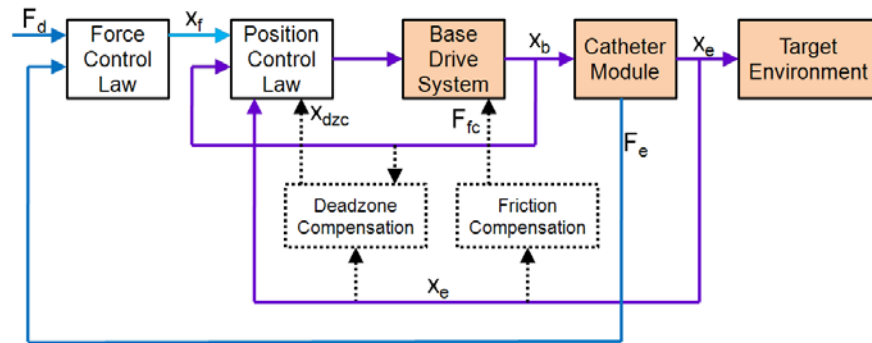 F_d
Force
Control
Law
x_f
Position
Control
Law
Base
Drive
System
x_b
Catheter
Module
x_e
Target
Environment
x_dzc
F_fc
F_e
Deadzone
Compensation
Friction
Compensation
x_e